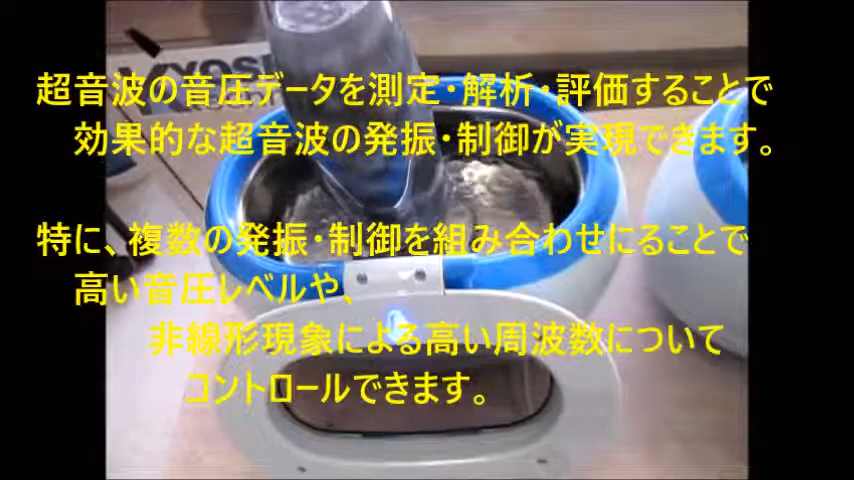 MYOSH
超音波の音圧データを測定・解析・評価することで
効果的な超音波の発振・制御が実現できます。
特に、複数の発振・制御を組み合わせにることで
高い音圧レベルや、
非線形現象による高い周波数について
コントロールできます。